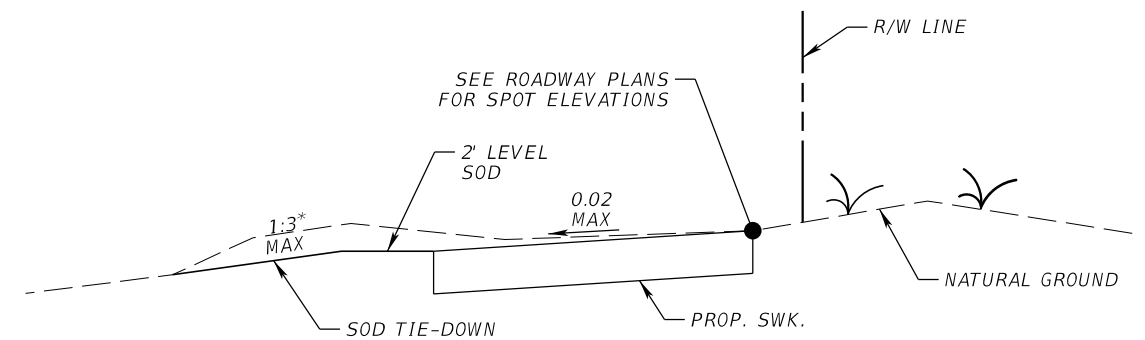 R/W LINE
SEE ROADWAY PLANS
FOR SPOT ELEVATIONS
2' LEVEL
SOD
0.02
MAX
1:3*
MAX
NATURAL GROUND
SOD TIE-DOWN
PROP. SWK.